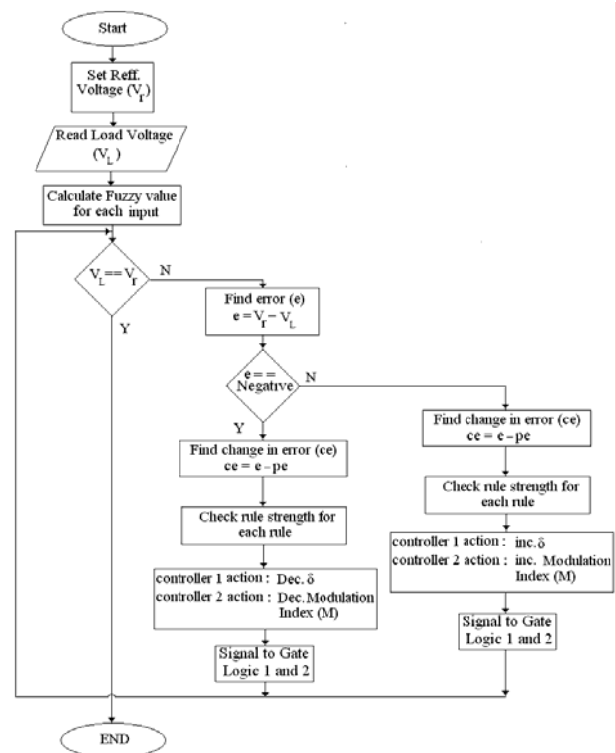 Start
Set Reff.
Voltage (Vr)
Read Load Voltage
(VL)
Calculate Fuzzy value
for each input
VL == Vr
N
Y
Find error (e)
e = Vr - VL
e ==
Negative
N
Y
Find change in error (ce)
ce = e - pe
Check rule strength for
each rule
controller 1 action : Dec. δ
controller 2 action : Dec. Modulation
Index (M)
Signal to Gate
Logic 1 and 2
Find change in error (ce)
ce = e - pe
Check rule strength for
each rule
controller 1 action : inc. δ
controller 2 action : inc. Modulation
Index (M)
Signal to Gate
Logic 1 and 2
END